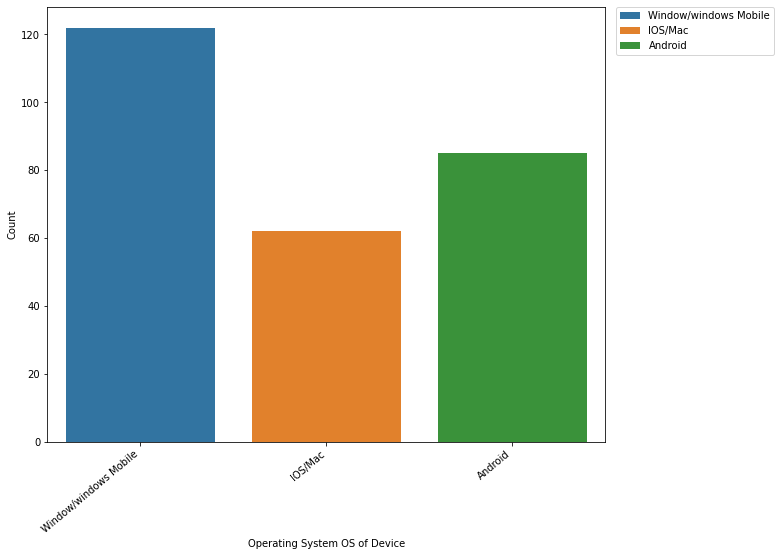 Window/windows Mobile
IOS/Mac
Android
120
100
80
60
40
20
0
Count
Window/windows Mobile
IOS/Mac
Android
Operating System OS of Device